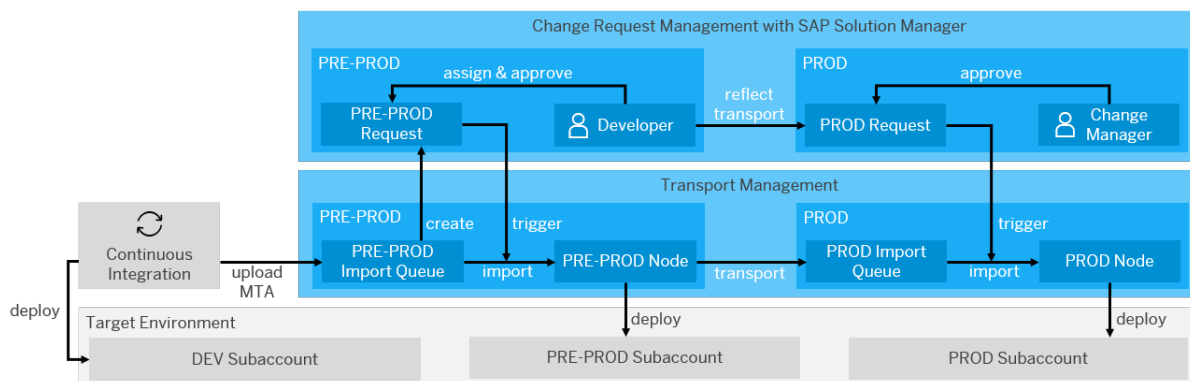 Change Request Management with SAP Solution Manager
PRE-PROD
assign & approve
PRE-PROD
Request
Developer
reflect
transport
PROD
approve
PROD Request
Change
Manager
Transport Management
PRE-PROD
create
trigger
PRE-PROD
Import Queue
import
PRE-PROD Node
transport
PROD
trigger
PROD Import
Queue
import
PROD Node
Continuous
Integration
upload
MTA
deploy
deploy
deploy
Target Environment
DEV Subaccount
PRE-PROD Subaccount
PROD Subaccount